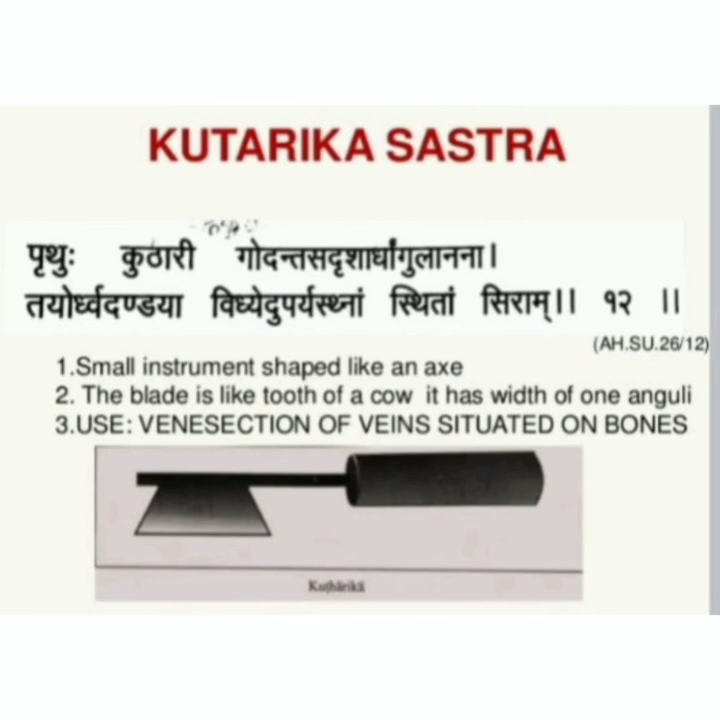 KUTARIKA SASTRA
पृथुः कुठारी गोदन्तसदृशार्धांगुलानना।
तयोर्ध्वदण्डया विध्येदुपर्यस्थ्नां स्थितां सिराम्।। १२ ।।
(AH.SU.26/12)
1.Small instrument shaped like an axe
2. The blade is like tooth of a cow it has width of one anguli
3.USE: VENESECTION OF VEINS SITUATED ON BONES
Kuṭhārikā